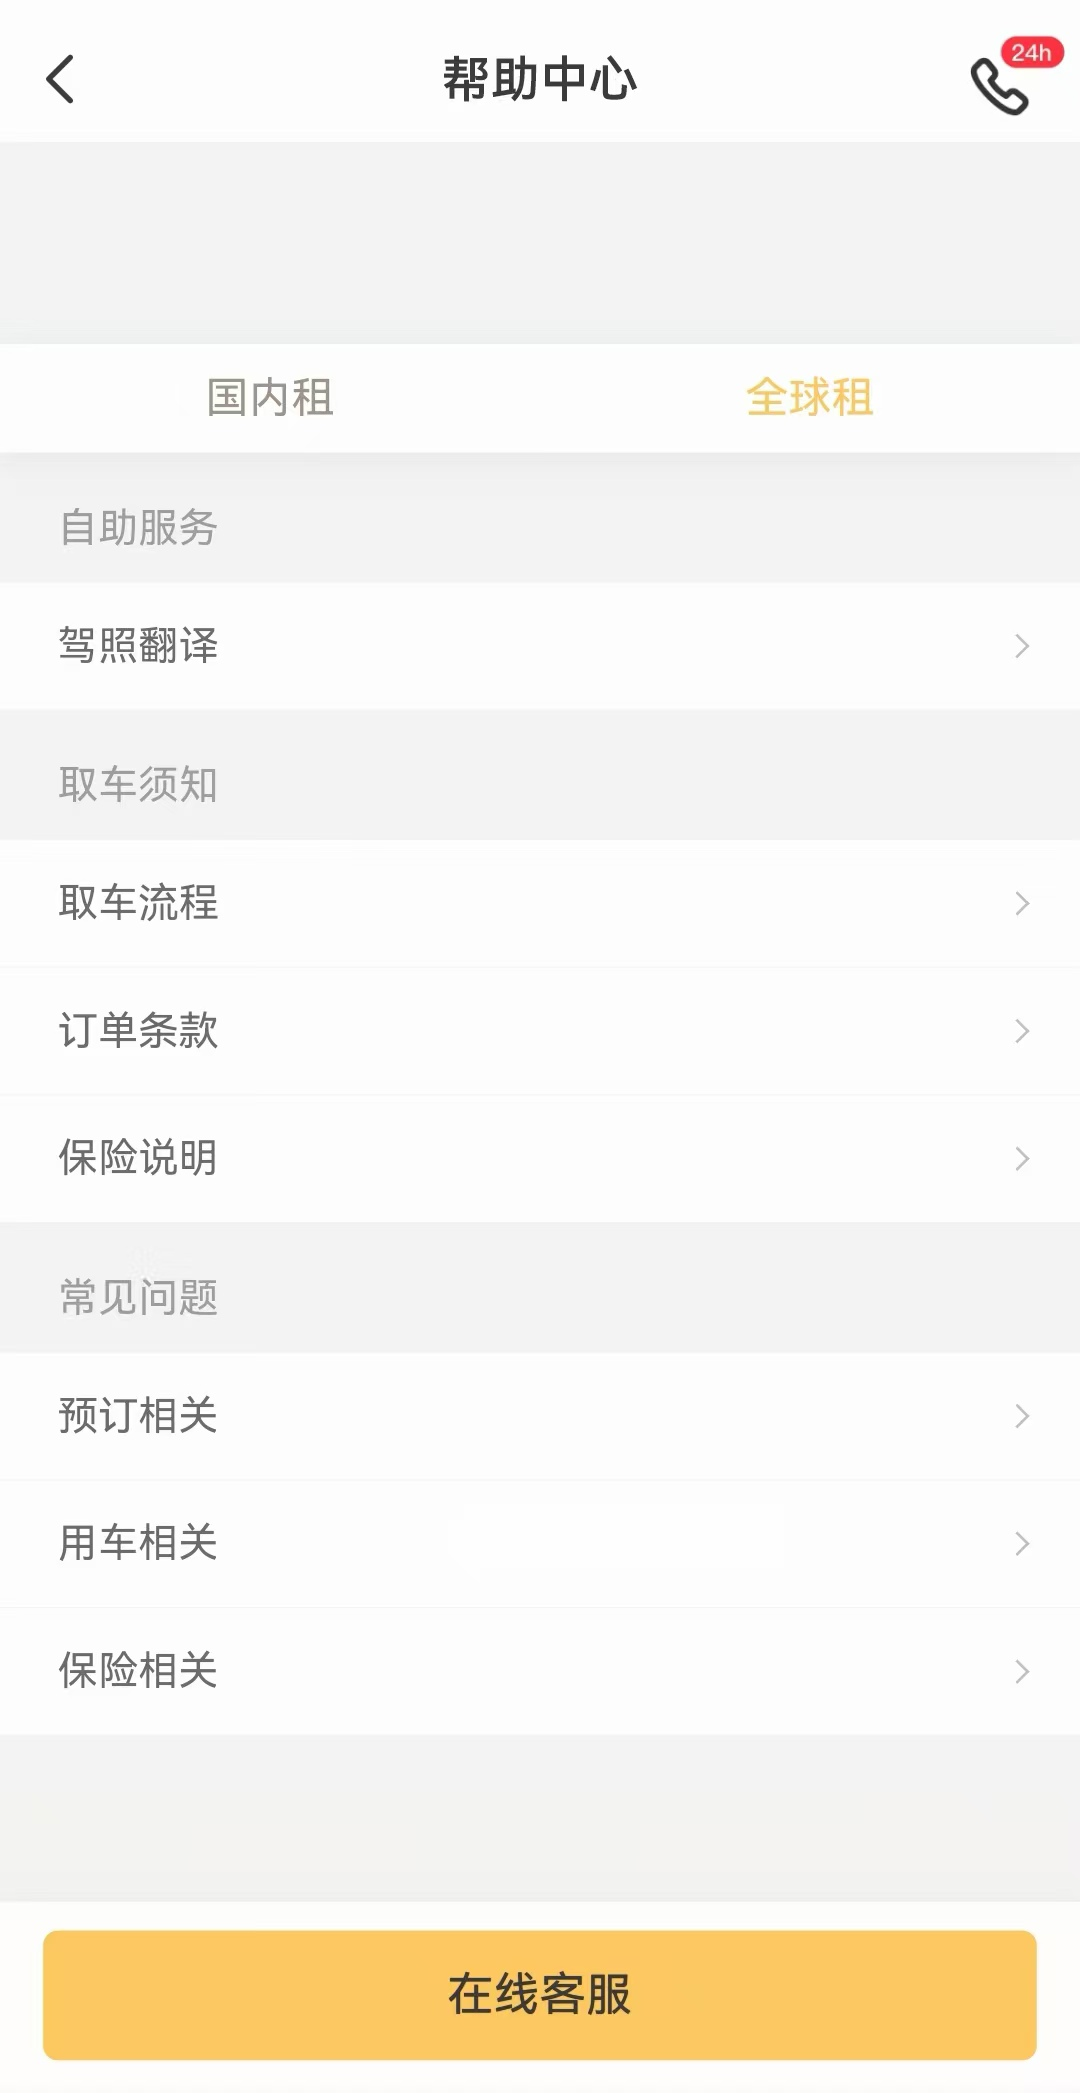 帮助中心
24h
国内租
全球租
自助服务
驾照翻译
取车须知
取车流程
订单条款
保险说明
常见问题
预订相关
用车相关
保险相关
在线客服